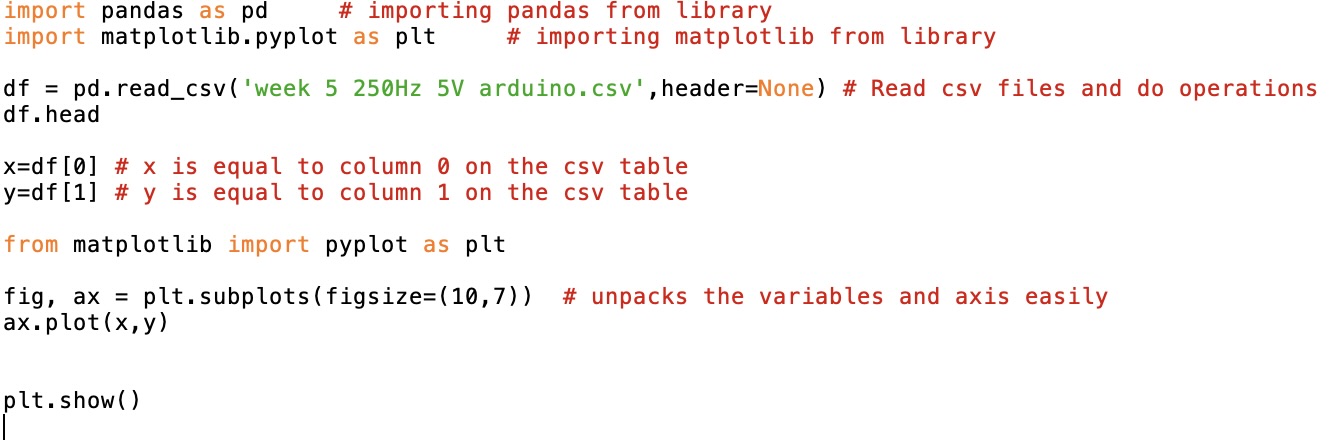 import pandas as pd     # importing pandas from library
import matplotlib.pyplot as plt     # importing matplotlib from library
df = pd.read_csv('week 5 250Hz 5V arduino.csv',header=None) # Read csv files and do operations
df.head
x=df[0] # x is equal to column 0 on the csv table
y=df[1] # y is equal to column 1 on the csv table
from matplotlib import pyplot as plt
fig, ax = plt.subplots(figsize=(10,7))  # unpacks the variables and axis easily
ax.plot(x,y)
plt.show()